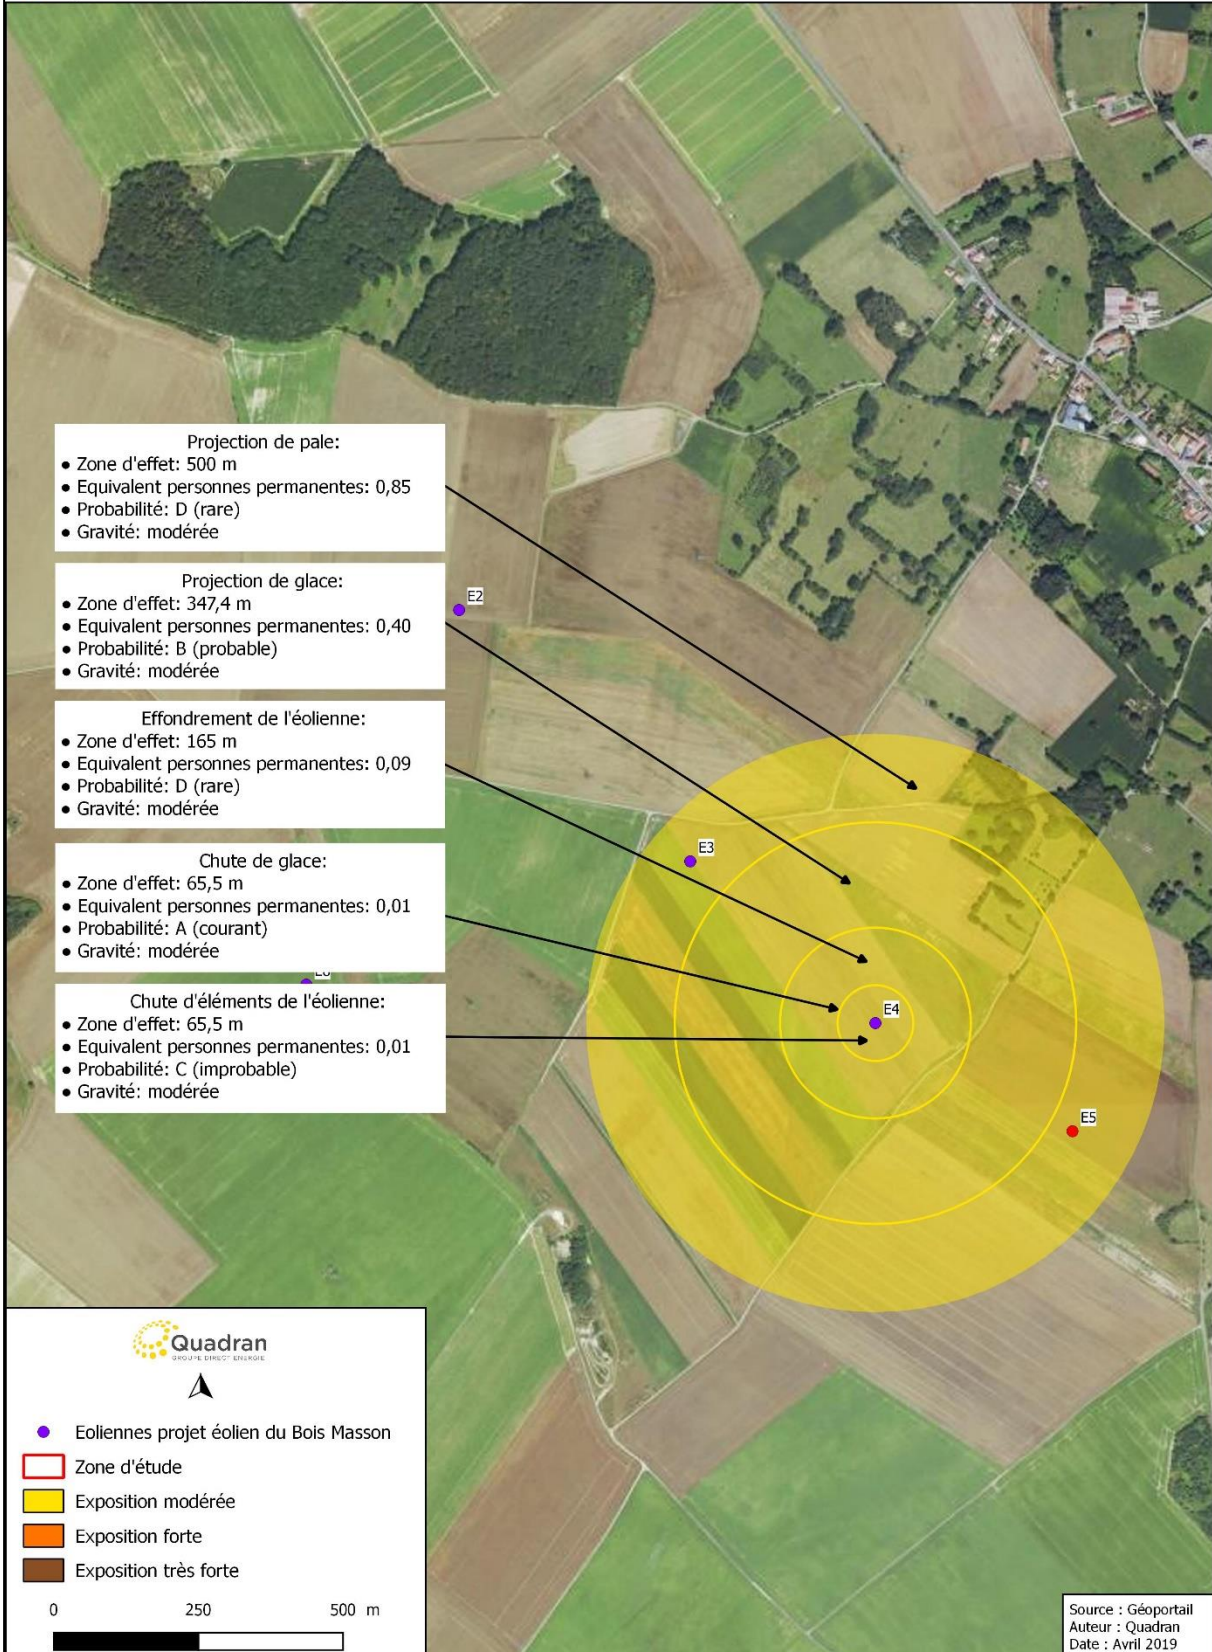 Projection de pale:
● Zone d'effet: 500 m
● Equivalent personnes permanentes: 0,85
● Probabilité: D (rare)
● Gravité: modérée
Projection de glace:
● Zone d'effet: 347,4 m
● Equivalent personnes permanentes: 0,40
● Probabilité: B (probable)
● Gravité: modérée
E2
Effondrement de l'éolienne:
● Zone d'effet: 165 m
● Equivalent personnes permanentes: 0,09
● Probabilité: D (rare)
● Gravité: modérée
E3
Chute de glace:
● Zone d'effet: 65,5 m
● Equivalent personnes permanentes: 0,01
● Probabilité: A (courant)
● Gravité: modérée
Chute d'éléments de l'éolienne:
● Zone d'effet: 65,5 m
● Equivalent personnes permanentes: 0,01
● Probabilité: C (improbable)
● Gravité: modérée
E4
E5
Quadran
GROUPE DIRECT ENERGIE
Eoliennes projet éolien du Bois Masson
Zone d'étude
Exposition modérée
Exposition forte
Exposition très forte
0 250 500 m
Source : Géoportail
Auteur : Quadran
Date : Avril 2019